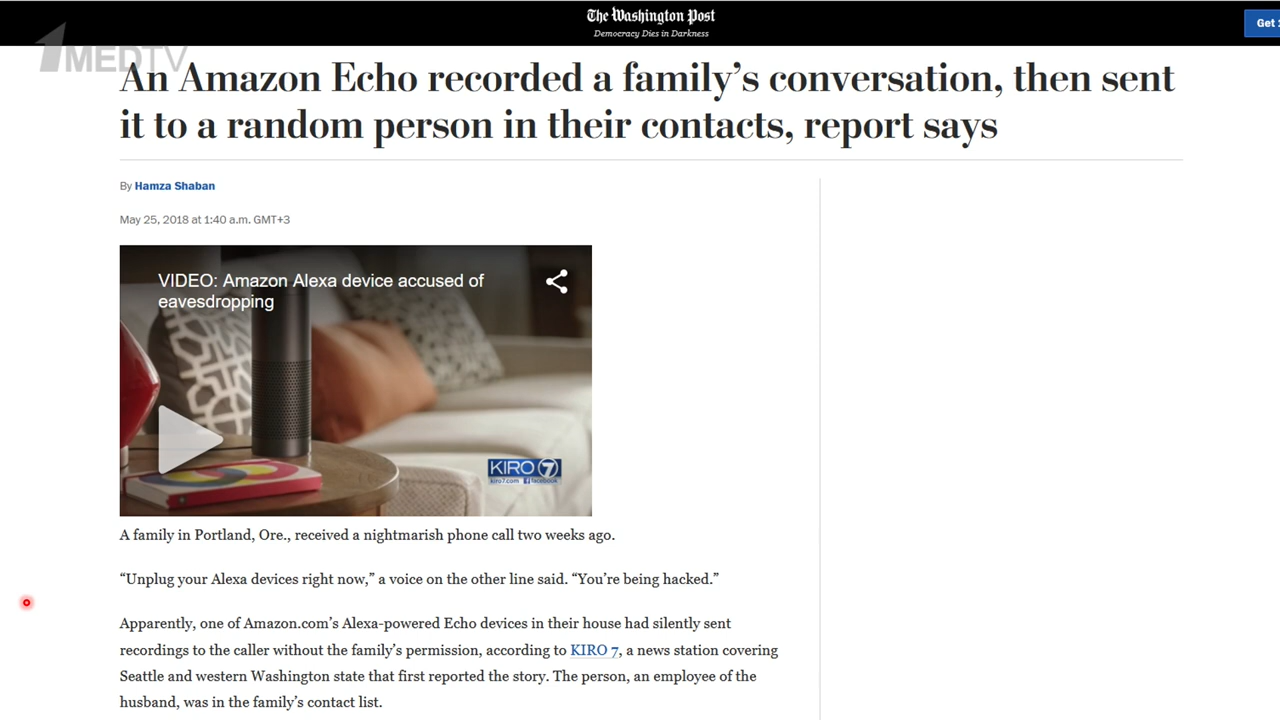 The Washington Post
Democracy Dies in Darkness
Get
1MEDTV
An Amazon Echo recorded a family’s conversation, then sent
it to a random person in their contacts, report says
By Hamza Shaban
May 25, 2018 at 1:40 a.m. GMT+3
VIDEO: Amazon Alexa device accused of
eavesdropping
KIRO 7
kiro7.com facebook
A family in Portland, Ore., received a nightmarish phone call two weeks ago.
“Unplug your Alexa devices right now,” a voice on the other line said. “You’re being hacked.”
Apparently, one of Amazon.com’s Alexa-powered Echo devices in their house had silently sent
recordings to the caller without the family’s permission, according to KIRO 7, a news station covering
Seattle and western Washington state that first reported the story. The person, an employee of the
husband, was in the family’s contact list.